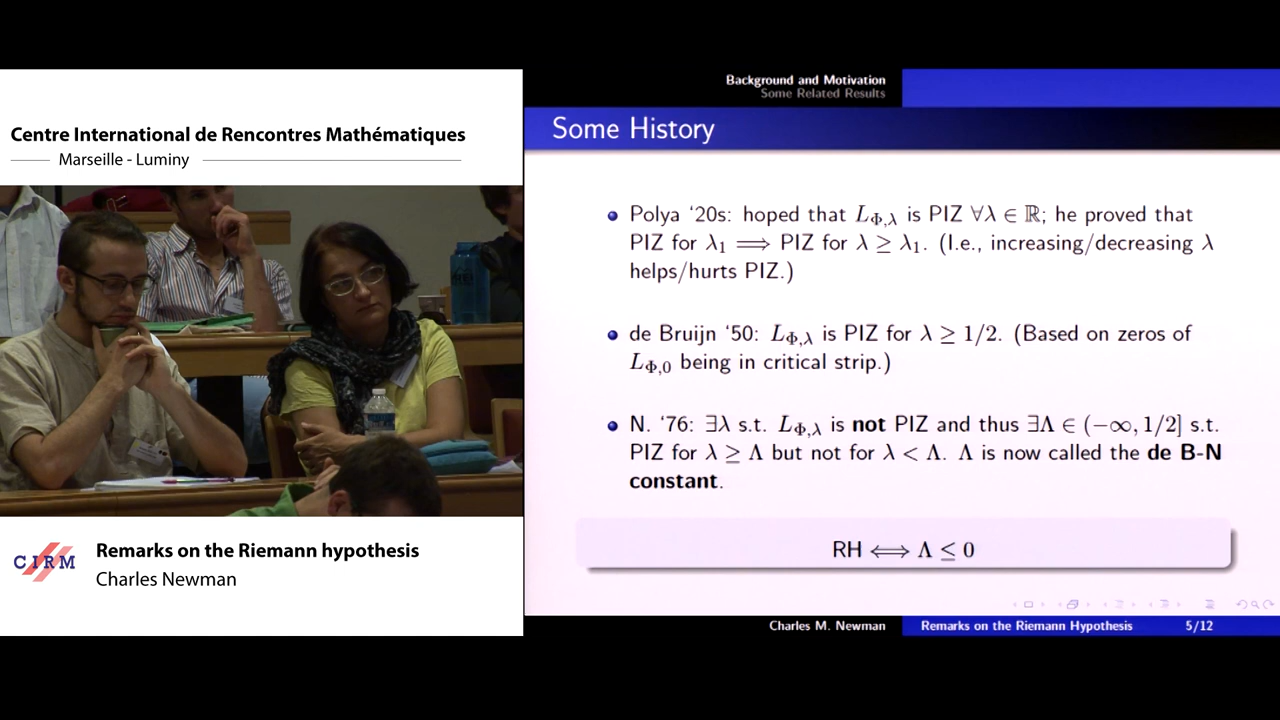 Centre International de Rencontres Mathématiques
Marseille - Luminy
CIRM
Remarks on the Riemann hypothesis
Charles Newman
Background and Motivation
Some Related Results
Some History
Polya ‘20s: hoped that L_{Φ,λ} is PIZ ∀λ ∈ ℝ; he proved that
PIZ for λ₁ ⟹ PIZ for λ ≥ λ₁. (I.e., increasing/decreasing λ
helps/hurts PIZ.)
de Bruijn ‘50: L_{Φ,λ} is PIZ for λ ≥ 1/2. (Based on zeros of
L_{Φ,0} being in critical strip.)
N. ‘76: ∃λ s.t. L_{Φ,λ} is not PIZ and thus ∃Λ ∈ (−∞, 1/2] s.t.
PIZ for λ ≥ Λ but not for λ < Λ. Λ is now called the de B-N
constant.
RH ⟺ Λ ≤ 0
Charles M. Newman
Remarks on the Riemann Hypothesis
5/12